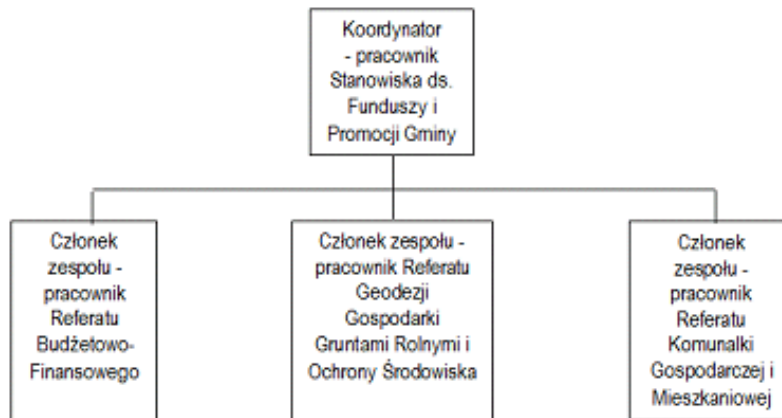 Koordynator
- pracownik
Stanowiska ds.
Funduszy i
Promocji Gminy
Członek
zespołu -
pracownik
Referatu
Budżetowo-
Finansowego
Członek zespołu -
pracownik Referatu
Geodezji
Gospodarki
Gruntami Rolnymi i
Ochrony Środowiska
Członek
zespołu -
pracownik
Referatu
Komunalki
Gospodarczej i
Mieszkaniowej